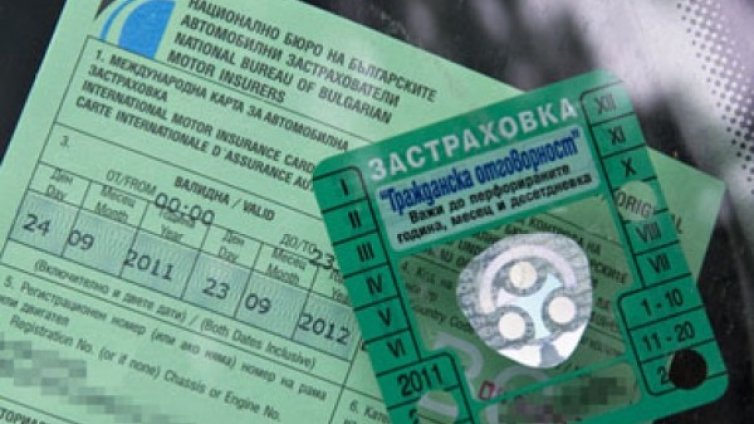 НАЦИОНАЛНО БЮРО НА БЪЛГАРСКИТЕ
АВТОМОБИЛНИ ЗАСТРАХОВАТЕЛИ
NATIONAL BUREAU OF BULGARIAN
MOTOR INSURERS
1. МЕЖДУНАРОДНА КАРТА ЗА АВТОМОБИЛНА
ЗАСТРАХОВКА
INTERNATIONAL MOTOR INSURANCE CARD
CARTE INTERNATIONALE D'ASSURANCE
3.
ВАЛИДНА / VALID
ОТ/FROM 00:00
ДО/TO 23
Ден Месец Година Ден Месец
Day Month Year Day Month
24 09 2011 23 09 2012
(Включително и двете дати) / (Both Dates Inclusive)
5. Регистрационен номер (или ако няма) номер на рама
или двигател
Registration No. (or if none) Chassis or Engine No.
ЗАСТРАХОВКА
"Гражданска отговорност"
Важи до перфорираните
година, месец и десетдневка
I
II
III
IV
V
VI
2011
XII
XI
X
VIII
VII
1-10
11-20
ORIGINAL